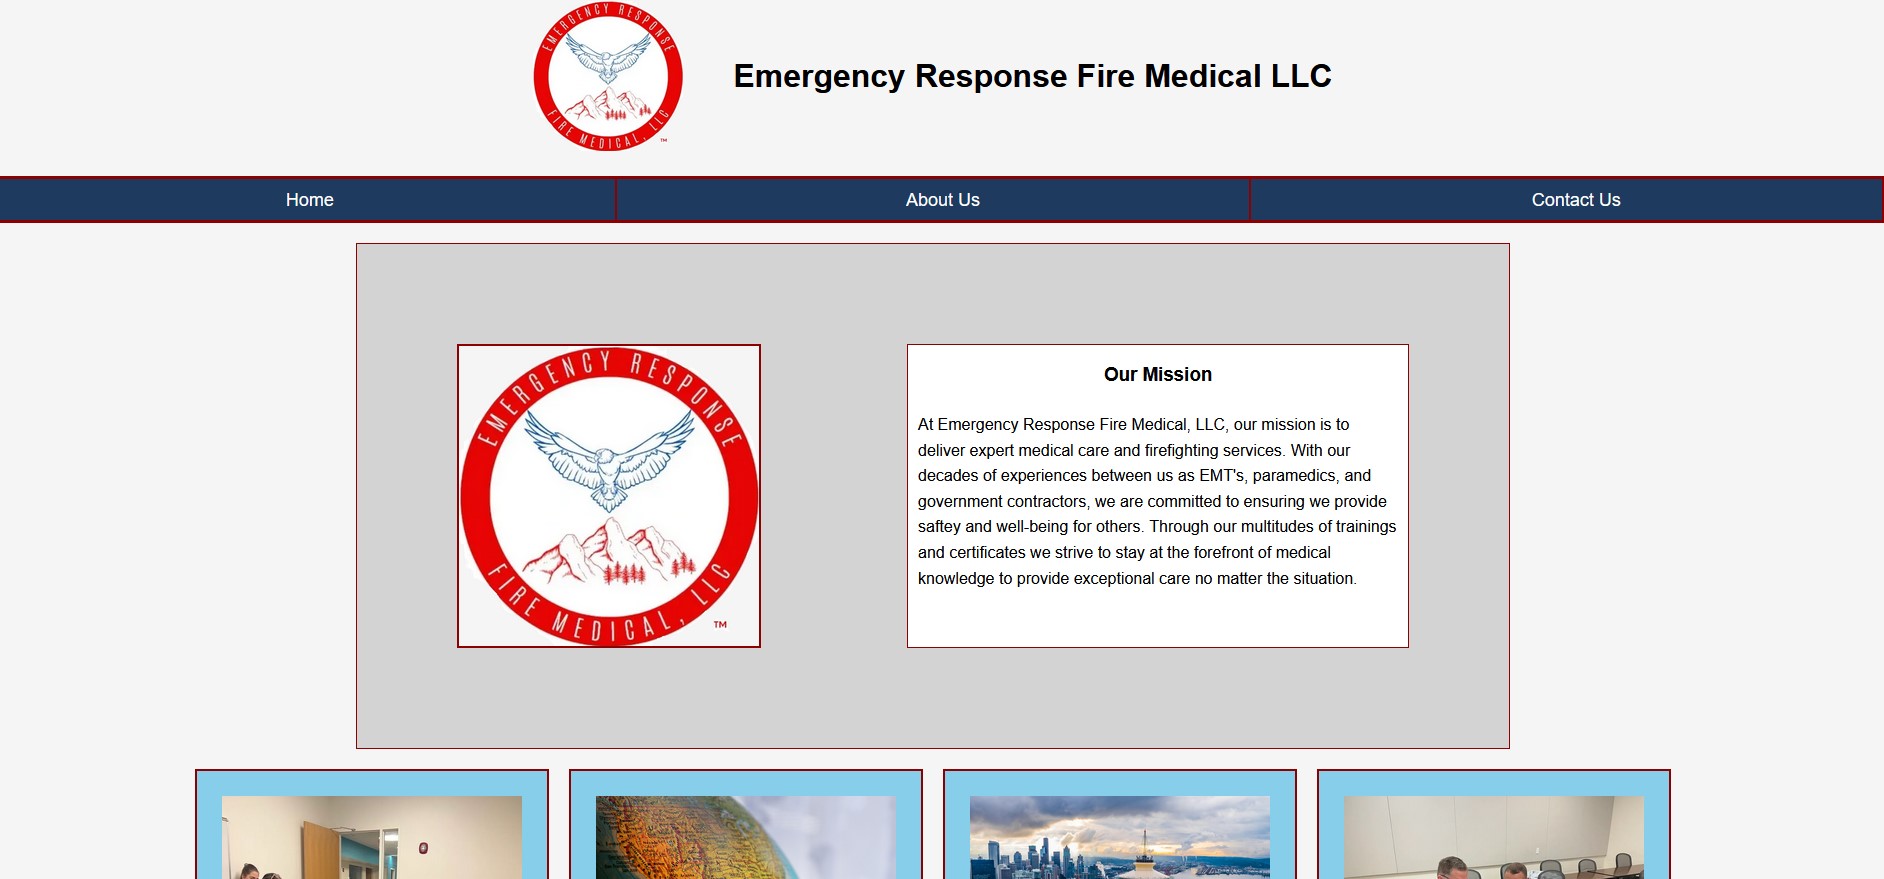 EMERGENCY RESPONSE
FIRE MEDICAL, LLC
TM
Emergency Response Fire Medical LLC
Home
About Us
Contact Us
EMERGENCY RESPONSE
FIRE MEDICAL, LLC
TM
Our Mission
At Emergency Response Fire Medical, LLC, our mission is to
deliver expert medical care and firefighting services. With our
decades of experiences between us as EMT's, paramedics, and
government contractors, we are committed to ensuring we provide
saftey and well-being for others. Through our multitudes of trainings
and certificates we strive to stay at the forefront of medical
knowledge to provide exceptional care no matter the situation.